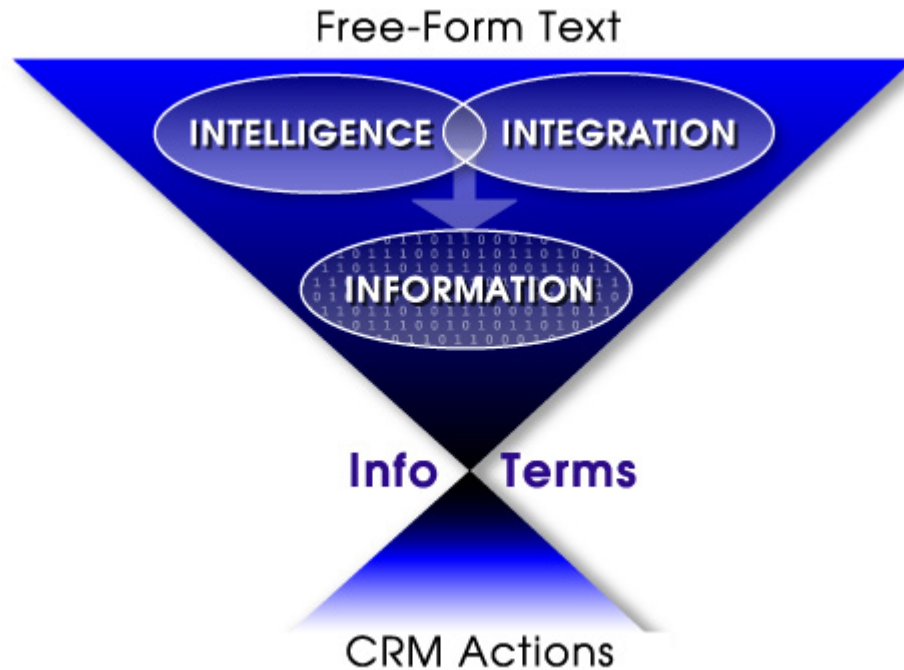 Free-Form Text
INTELLIGENCE INTEGRATION
INFORMATION
Info Terms
CRM Actions